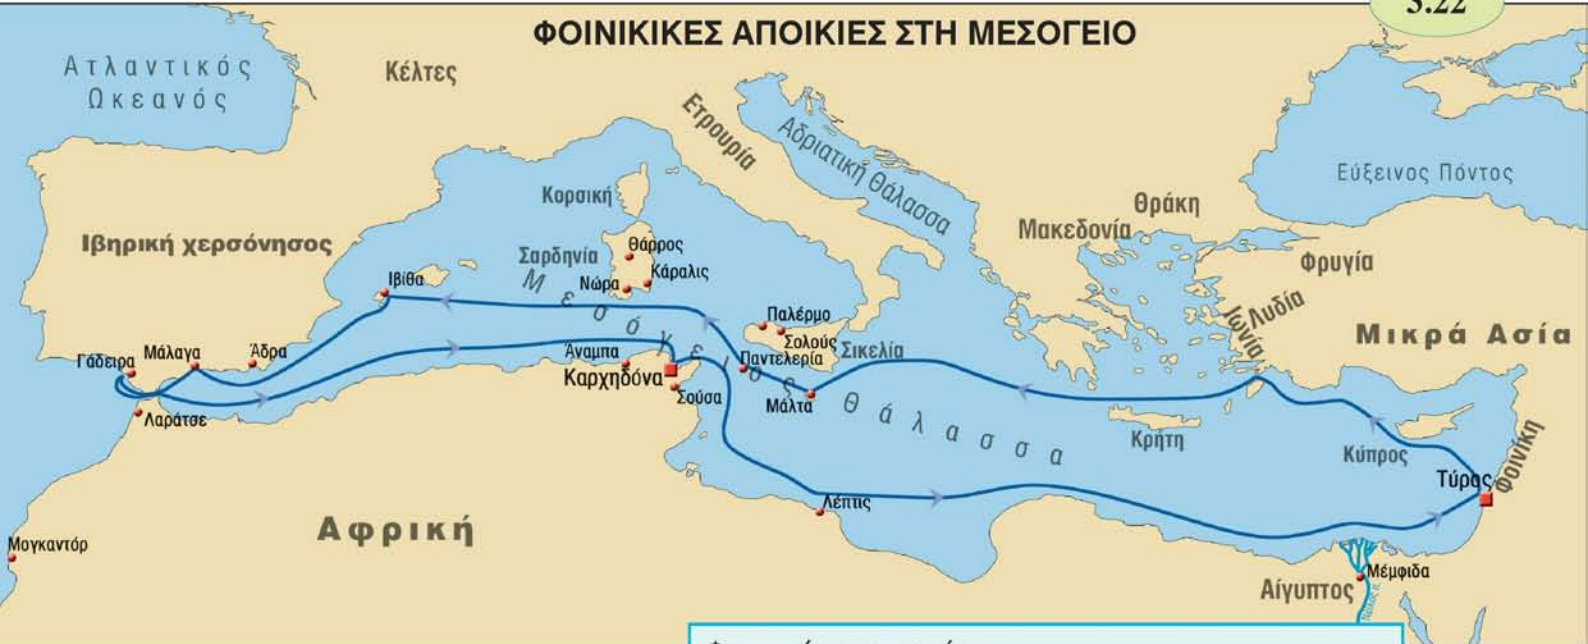 3.22
ΦΟΙΝΙΚΙΚΕΣ ΑΠΟΙΚΙΕΣ ΣΤΗ ΜΕΣΟΓΕΙΟ
Ατλαντικός
Ωκεανός
Κέλτες
Ετρουρία
Αδριατική Θάλασσα
Εύξεινος Πόντος
Κορσική
Θράκη
Μακεδονία
Ιβηρική χερσόνησος
Σαρδηνία
Θάρρος
Κάραλις
Νώρα
Φρυγία
Ιβίθα
Μεσόγειος
Θάλασσα
Λυδία
Ιωνία
Μικρά Ασία
Παλέρμο
Σολούς
Σικελία
Παντελερία
Γάδειρα
Μάλαγα
Άδρα
Άναμπα
Καρχηδόνα
Σούσα
Μάλτα
Λαράτσε
Κρήτη
Κύπρος
Φοινίκη
Τύρος
Λέπτις
Αφρική
Μογκαντόρ
Αίγυπτος
Μέμφιδα